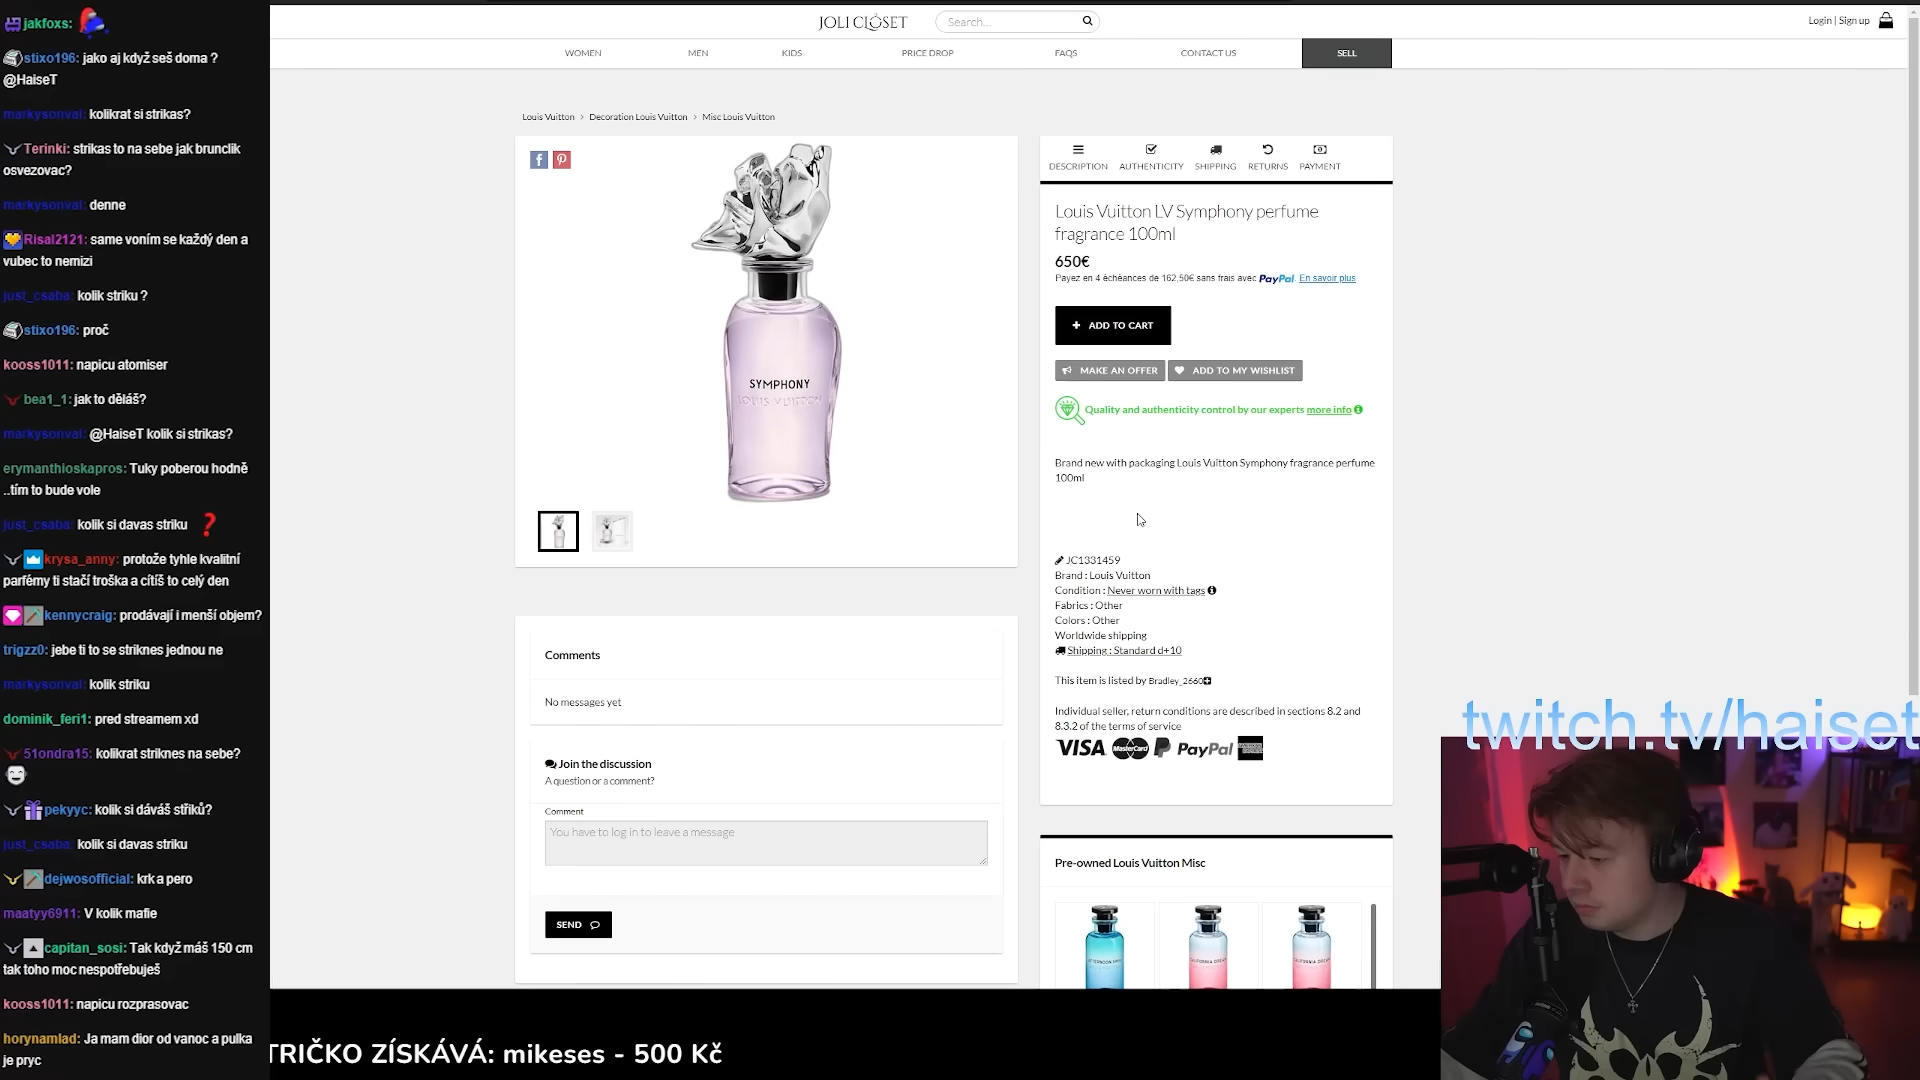 jakfoxs:
stixo196: jako aj když seš doma ?
@HaiseT
markysonval: kolikrat si strikas?
Terinki: strikas to na sebe jak brunclik
osvezovac?
markysonval: denne
Risal2121: same voním se každý den a
vubec to nemizi
just_csaba: kolik striku ?
stixo196: proč
kooss1011: napicu atomiser
bea1_1: jak to děláš?
markysonval: @HaiseT kolik si strikas?
erymanthioskapros: Tuky poberou hodně
..tím to bude vole
just_csaba: kolik si davas striku ❓
krysa_anny: protože tyhle kvalitní
parfémy ti stačí troška a cítíš to celý den
kennycraig: prodávají i menší objem?
trigzz0: jebe ti to se striknes jednou ne
markysonval: kolik striku
dominik_feri1: pred streamem xd
51ondra15: kolikrat striknes na sebe?
pekyyc: kolik si dáváš střiků?
just_csaba: kolik si davas striku
dejwosofficial: krk a pero
maatyy6911: V kolik mafie
capitan_sosi: Tak když máš 150 cm
tak toho moc nespotřebuješ
kooss1011: napicu rozprasovac
horynamlad: Ja mam dior od vanoc a pulka
je pryc
JOLI CLOSET
Search...
Login | Sign up
WOMEN MEN KIDS PRICE DROP FAQS CONTACT US SELL
Louis Vuitton > Decoration Louis Vuitton > Misc Louis Vuitton
f
SYMPHONY
LOUIS VUITTON
DESCRIPTION AUTHENTICITY SHIPPING RETURNS PAYMENT
Louis Vuitton LV Symphony perfume
fragrance 100ml
650€
Payez en 4 échéances de 162,50€ sans frais avec PayPal. En savoir plus
+ ADD TO CART
MAKE AN OFFER ADD TO MY WISHLIST
Quality and authenticity control by our experts more info
Brand new with packaging Louis Vuitton Symphony fragrance perfume
100ml
JC1331459
Brand : Louis Vuitton
Condition : Never worn with tags
Fabrics : Other
Colors : Other
Worldwide shipping
Shipping : Standard d+10
This item is listed by Bradley_2660
Individual seller, return conditions are described in sections 8.2 and
8.3.2 of the terms of service
VISA MasterCard PayPal
Comments
No messages yet
Join the discussion
A question or a comment?
Comment
You have to log in to leave a message
SEND
Pre-owned Louis Vuitton Misc
AFTERNOON SWIM
CALIFORNIA DREAM
CALIFORNIA DREAM
twitch.tv/haiset
TRIČKO ZÍSKÁVÁ: mikeses - 500 Kč